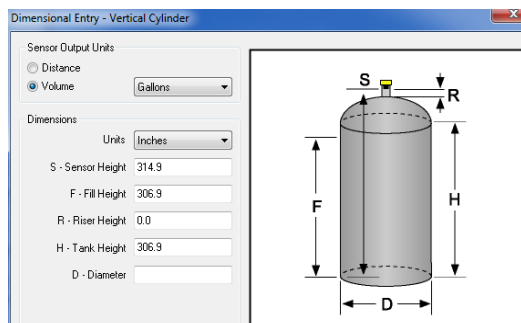 Dimensional Entry - Vertical Cylinder
Sensor Output Units
Distance
Volume Gallons
Dimensions
Units Inches
S - Sensor Height 314.9
F - Fill Height 306.9
R - Riser Height 0.0
H - Tank Height 306.9
D - Diameter
S
R
F
H
D